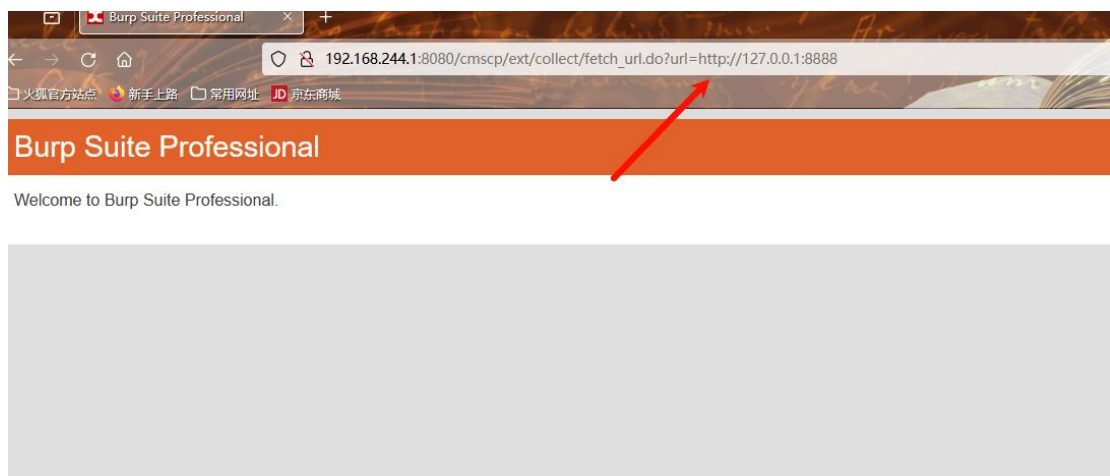 Burp Suite Professional
192.168.244.1:8080/cmscp/ext/collect/fetch_url.do?url=http://127.0.0.1:8888
火狐官方站点 新手上路 常用网址 JD 京东商城
Burp Suite Professional
Welcome to Burp Suite Professional.